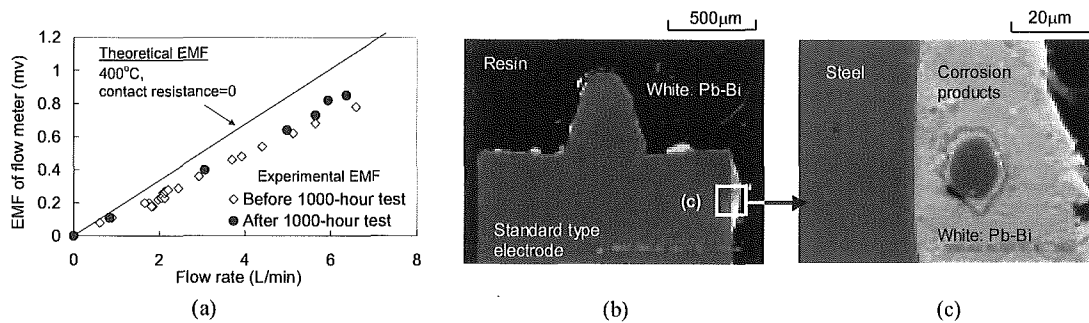 (a)
1.2
1
0.8
0.6
0.4
0.2
0
EMF of flow meter (mv)
Theoretical EMF
400°C,
contact resistance=0
Experimental EMF
Before 1000-hour test
After 1000-hour test
0 2 4 6 8
Flow rate (L/min)
(a)
500μm
Resin
White: Pb-Bi
(c)
Standard type
electrode
(b)
20μm
Steel
Corrosion
products
White: Pb-Bi
(c)